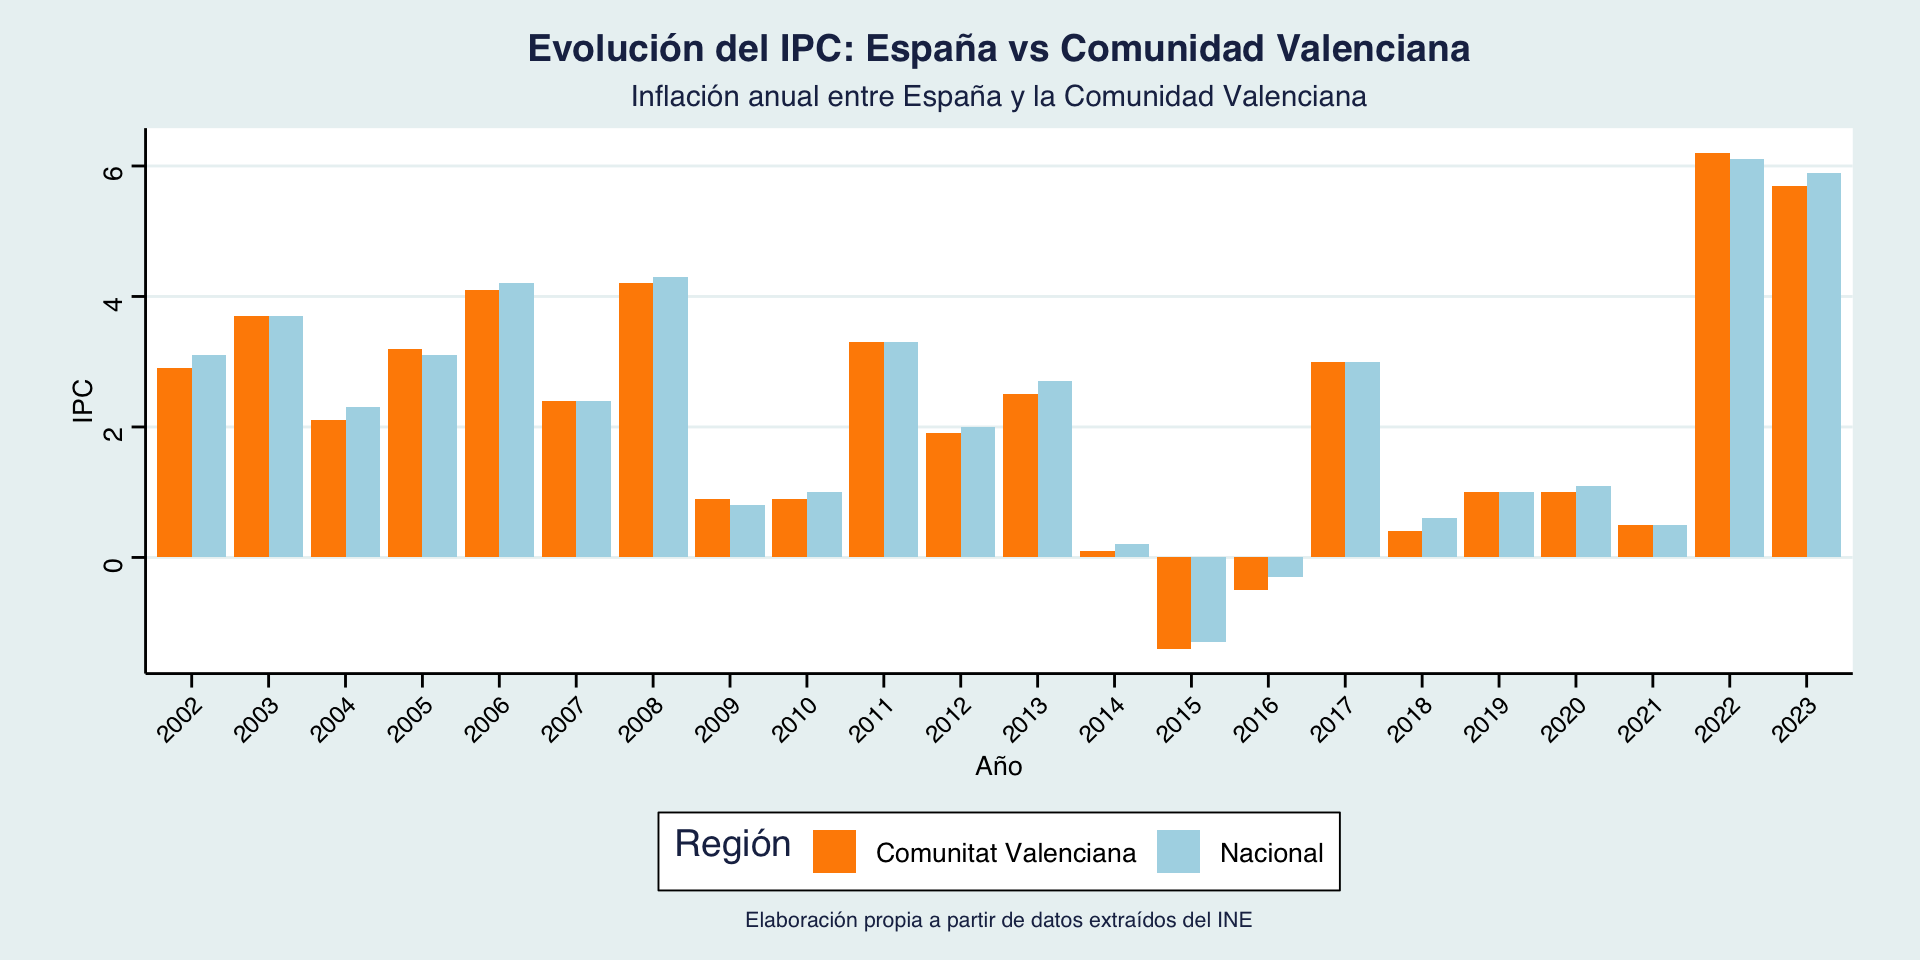 Evolución del IPC: España vs Comunidad Valenciana
Inflación anual entre España y la Comunidad Valenciana
IPC
6
4
2
0
2002 2003 2004 2005 2006 2007 2008 2009 2010 2011 2012 2013 2014 2015 2016 2017 2018 2019 2020 2021 2022 2023
Año
Región Comunitat Valenciana Nacional
Elaboración propia a partir de datos extraídos del INE